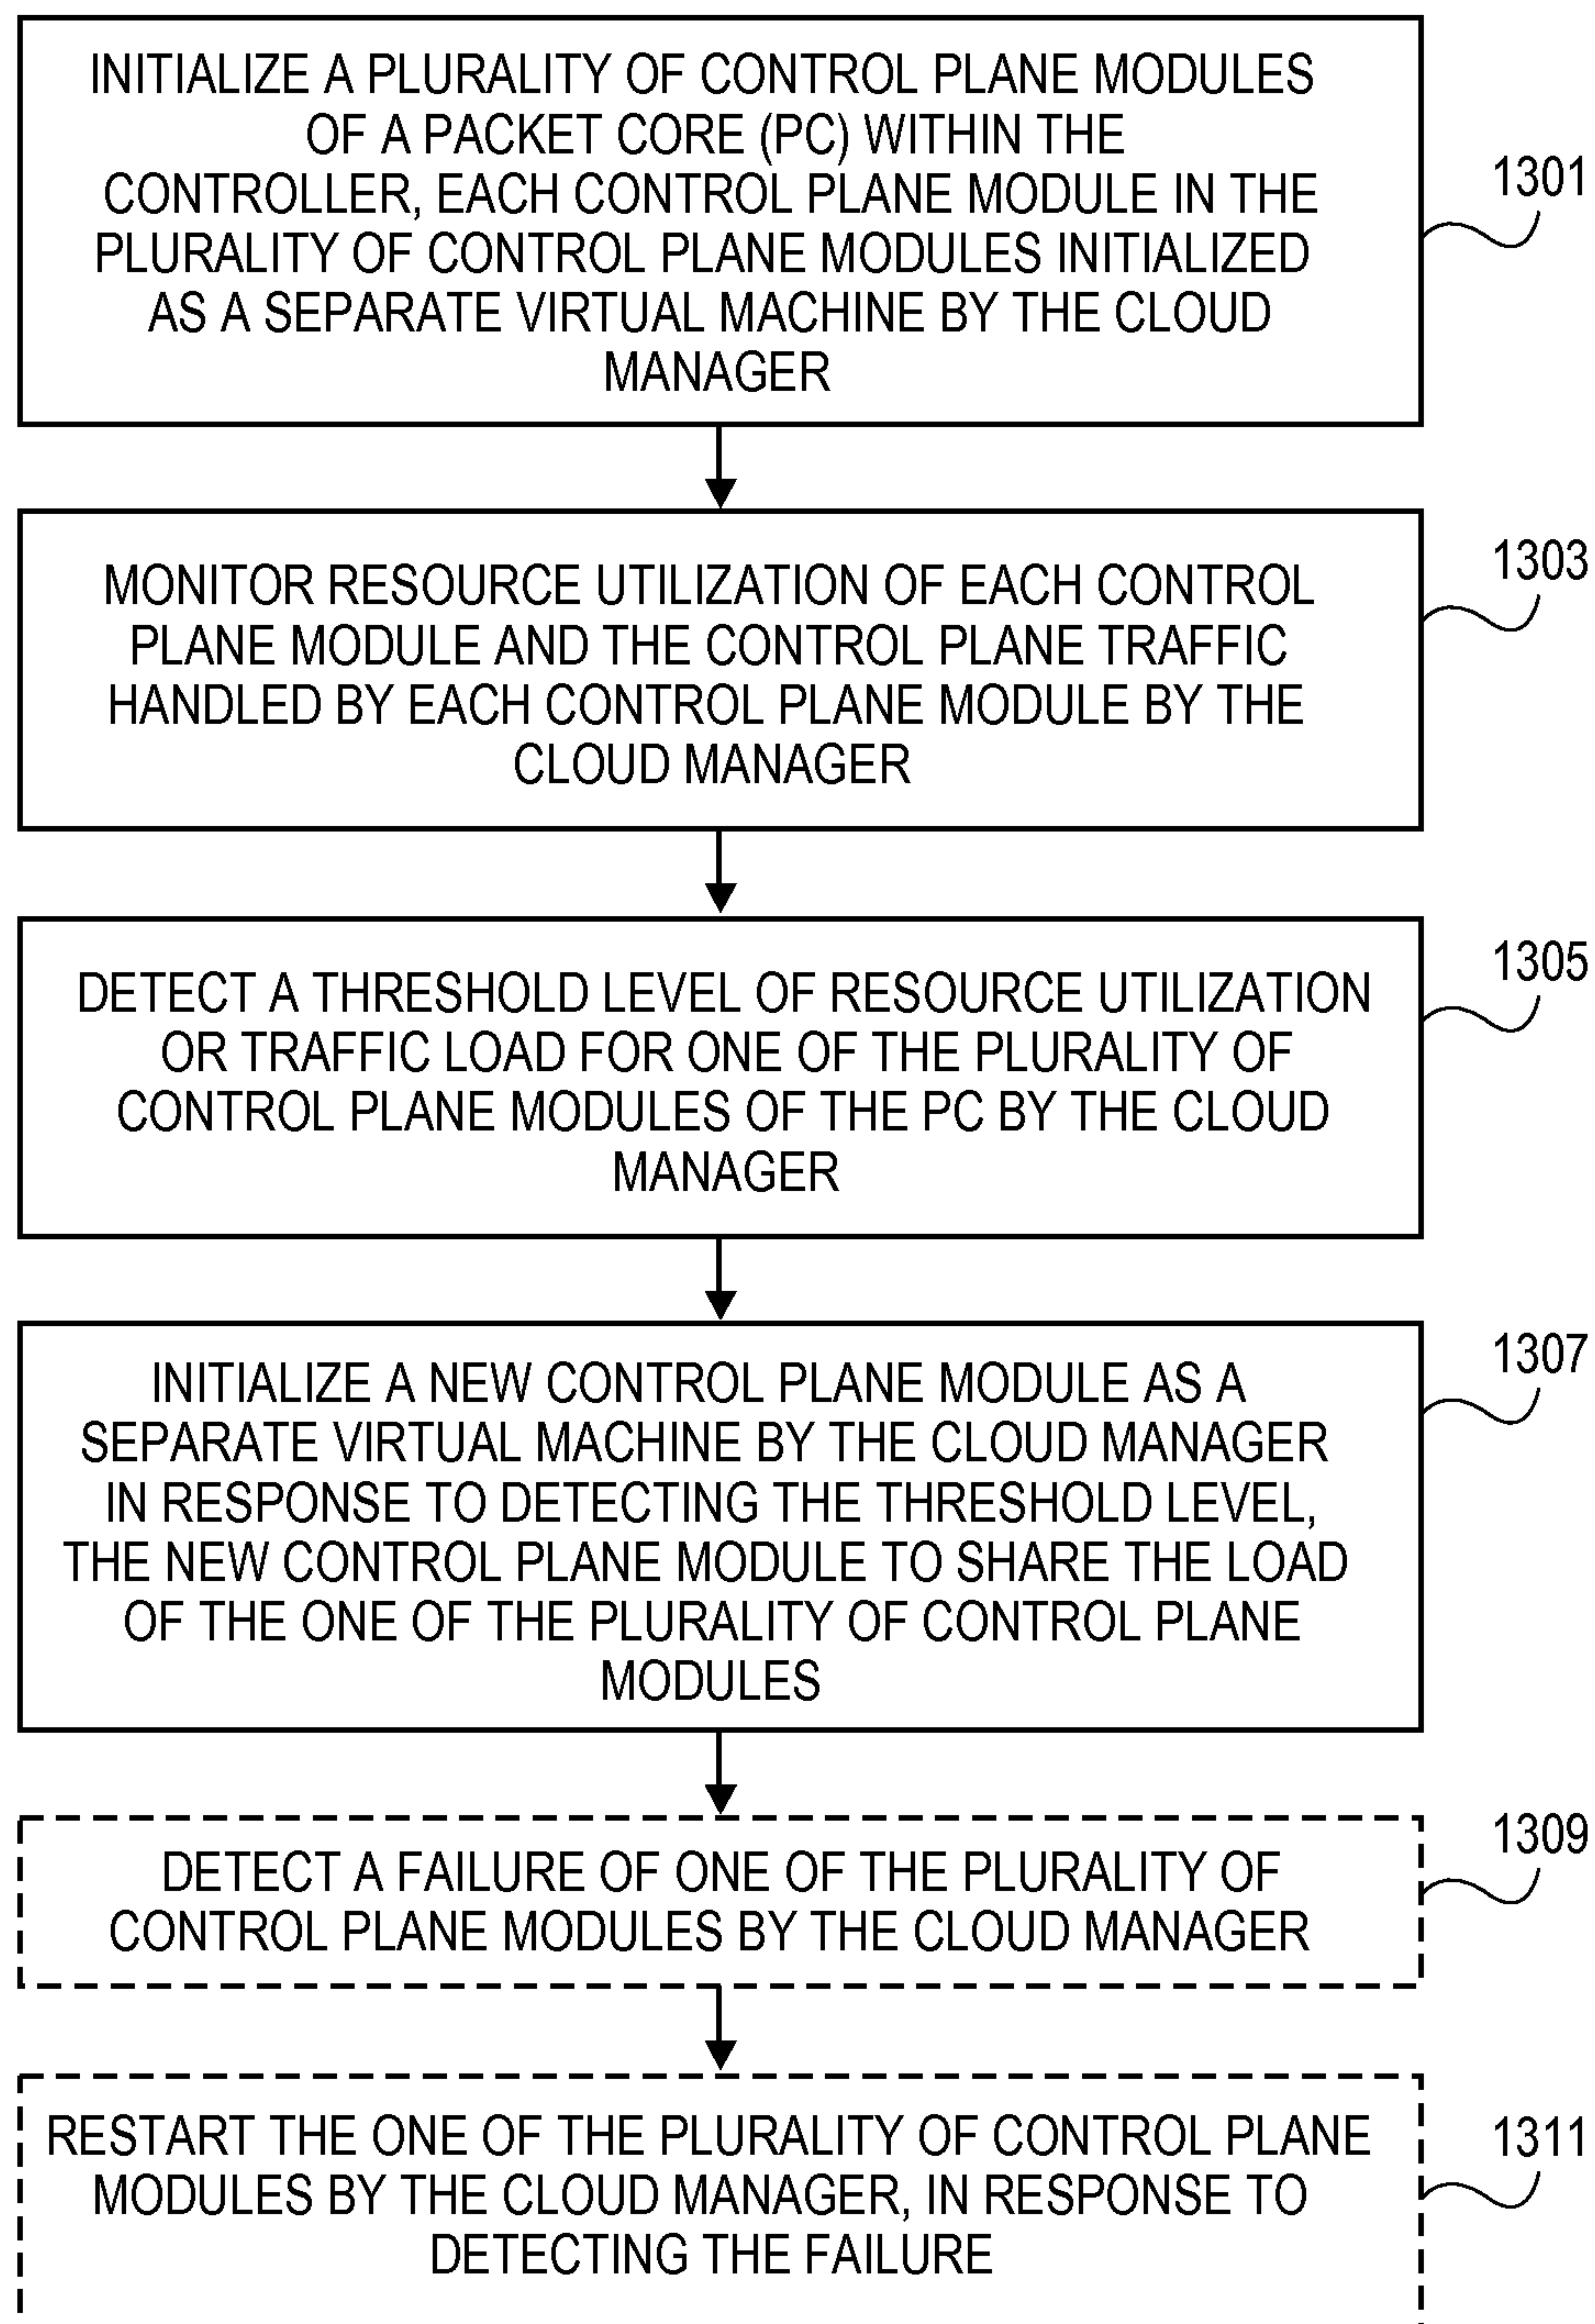 INITIALIZE A PLURALITY OF CONTROL PLANE MODULES
OF A PACKET CORE (PC) WITHIN THE
CONTROLLER, EACH CONTROL PLANE MODULE IN THE
PLURALITY OF CONTROL PLANE MODULES INITIALIZED
AS A SEPARATE VIRTUAL MACHINE BY THE CLOUD
MANAGER
1301
MONITOR RESOURCE UTILIZATION OF EACH CONTROL
PLANE MODULE AND THE CONTROL PLANE TRAFFIC
HANDLED BY EACH CONTROL PLANE MODULE BY THE
CLOUD MANAGER
1303
DETECT A THRESHOLD LEVEL OF RESOURCE UTILIZATION
OR TRAFFIC LOAD FOR ONE OF THE PLURALITY OF
CONTROL PLANE MODULES OF THE PC BY THE CLOUD
MANAGER
1305
INITIALIZE A NEW CONTROL PLANE MODULE AS A
SEPARATE VIRTUAL MACHINE BY THE CLOUD MANAGER
IN RESPONSE TO DETECTING THE THRESHOLD LEVEL,
THE NEW CONTROL PLANE MODULE TO SHARE THE LOAD
OF THE ONE OF THE PLURALITY OF CONTROL PLANE
MODULES
1307
DETECT A FAILURE OF ONE OF THE PLURALITY OF
CONTROL PLANE MODULES BY THE CLOUD MANAGER
1309
RESTART THE ONE OF THE PLURALITY OF CONTROL PLANE
MODULES BY THE CLOUD MANAGER, IN RESPONSE TO
DETECTING THE FAILURE
1311